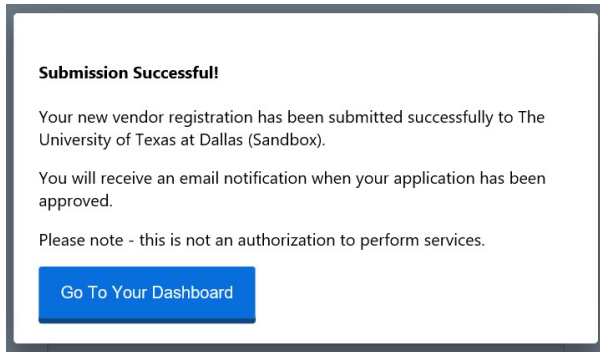 Submission Successful!
Your new vendor registration has been submitted successfully to The
University of Texas at Dallas (Sandbox).
You will receive an email notification when your application has been
approved.
Please note - this is not an authorization to perform services.
Go To Your Dashboard